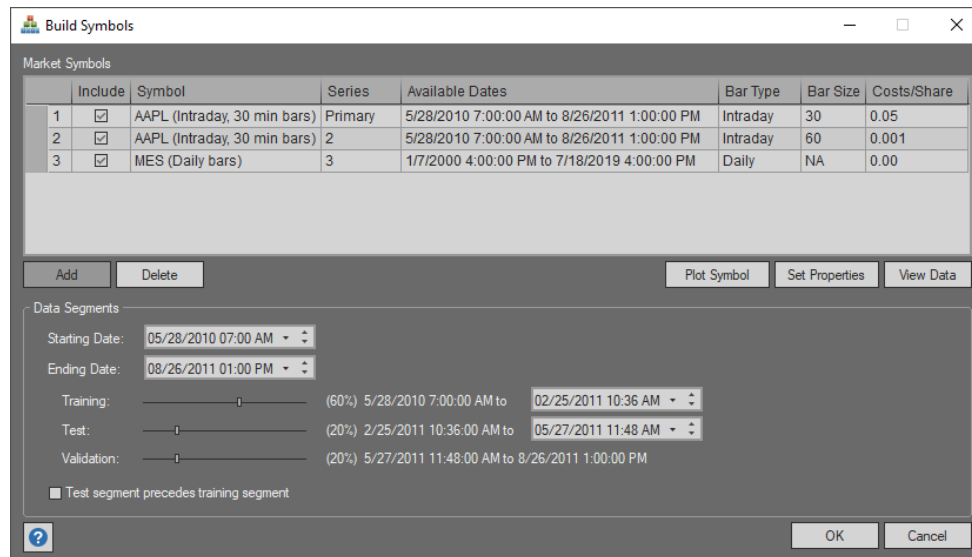 Build Symbols
Market Symbols
Include Symbol Series Available Dates Bar Type Bar Size Costs/Share
1 AAPL (Intraday, 30 min bars) Primary 5/28/2010 7:00:00 AM to 8/26/2011 1:00:00 PM Intraday 30 0.05
2 AAPL (Intraday, 30 min bars) 2 5/28/2010 7:00:00 AM to 8/26/2011 1:00:00 PM Intraday 60 0.001
3 MES (Daily bars) 3 1/7/2000 4:00:00 PM to 7/18/2019 4:00:00 PM Daily NA 0.00
Add Delete Plot Symbol Set Properties View Data
Data Segments
Starting Date: 05/28/2010 07:00 AM
Ending Date: 08/26/2011 01:00 PM
Training: (60%) 5/28/2010 7:00:00 AM to 02/25/2011 10:36 AM
Test: (20%) 2/25/2011 10:36:00 AM to 05/27/2011 11:48 AM
Validation: (20%) 5/27/2011 11:48:00 AM to 8/26/2011 1:00:00 PM
Test segment precedes training segment
? OK Cancel